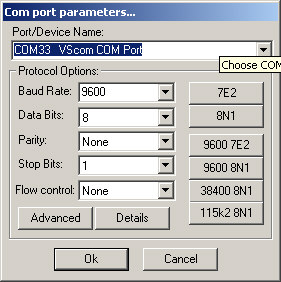 Com port parameters...
Port/Device Name:
COM33 VScom COM Port
Choose COM
Protocol Options:
Baud Rate: 9600
7E2
Data Bits: 8
8N1
Parity: None
9600 7E2
Stop Bits: 1
9600 8N1
Flow control: None
38400 8N1
Advanced Details
115k2 8N1
Ok Cancel